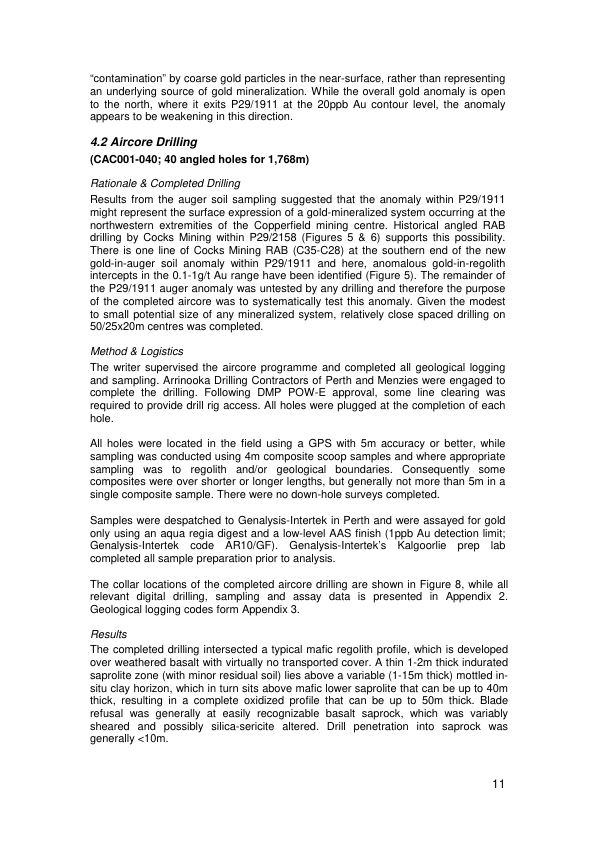 “contamination” by coarse gold particles in the near-surface, rather than representing
an underlying source of gold mineralization. While the overall gold anomaly is open
to the north, where it exits P29/1911 at the 20ppb Au contour level, the anomaly
appears to be weakening in this direction.
4.2 Aircore Drilling
(CAC001-040; 40 angled holes for 1,768m)
Rationale & Completed Drilling
Results from the auger soil sampling suggested that the anomaly within P29/1911
might represent the surface expression of a gold-mineralized system occurring at the
northwestern extremities of the Copperfield mining centre. Historical angled RAB
drilling by Cocks Mining within P29/2158 (Figures 5 & 6) supports this possibility.
There is one line of Cocks Mining RAB (C35-C28) at the southern end of the new
gold-in-auger soil anomaly within P29/1911 and here, anomalous gold-in-regolith
intercepts in the 0.1-1g/t Au range have been identified (Figure 5). The remainder of
the P29/1911 auger anomaly was untested by any drilling and therefore the purpose
of the completed aircore was to systematically test this anomaly. Given the modest
to small potential size of any mineralized system, relatively close spaced drilling on
50/25x20m centres was completed.
Method & Logistics
The writer supervised the aircore programme and completed all geological logging
and sampling. Arrinooka Drilling Contractors of Perth and Menzies were engaged to
complete the drilling. Following DMP POW-E approval, some line clearing was
required to provide drill rig access. All holes were plugged at the completion of each
hole.
All holes were located in the field using a GPS with 5m accuracy or better, while
sampling was conducted using 4m composite scoop samples and where appropriate
sampling was to regolith and/or geological boundaries. Consequently some
composites were over shorter or longer lengths, but generally not more than 5m in a
single composite sample. There were no down-hole surveys completed.
Samples were despatched to Genalysis-Intertek in Perth and were assayed for gold
only using an aqua regia digest and a low-level AAS finish (1ppb Au detection limit;
Genalysis-Intertek code AR10/GF). Genalysis-Intertek’s Kalgoorlie prep lab
completed all sample preparation prior to analysis.
The collar locations of the completed aircore drilling are shown in Figure 8, while all
relevant digital drilling, sampling and assay data is presented in Appendix 2.
Geological logging codes form Appendix 3.
Results
The completed drilling intersected a typical mafic regolith profile, which is developed
over weathered basalt with virtually no transported cover. A thin 1-2m thick indurated
saprolite zone (with minor residual soil) lies above a variable (1-15m thick) mottled in-
situ clay horizon, which in turn sits above mafic lower saprolite that can be up to 40m
thick, resulting in a complete oxidized profile that can be up to 50m thick. Blade
refusal was generally at easily recognizable basalt saprock, which was variably
sheared and possibly silica-sericite altered. Drill penetration into saprock was
generally <10m.
11